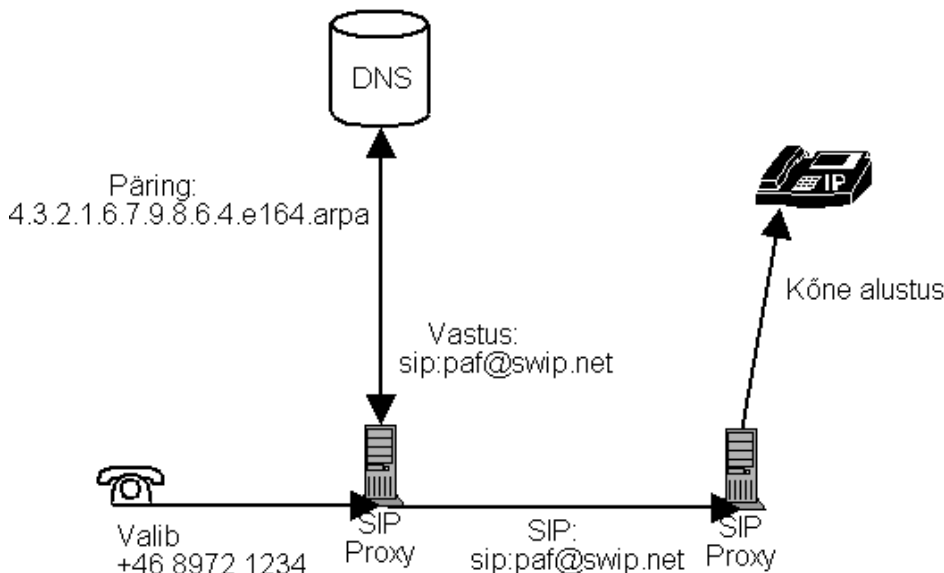 DNS
Päring:
4.3.2.1.6.7.9.8.6.4.e164.arpa
IP
Kőne alustus
Vastus:
sip:paf@swip.net
Valib
+46 8972 1234
SIP
Proxy
SIP:
sip:paf@swip.net
SIP
Proxy